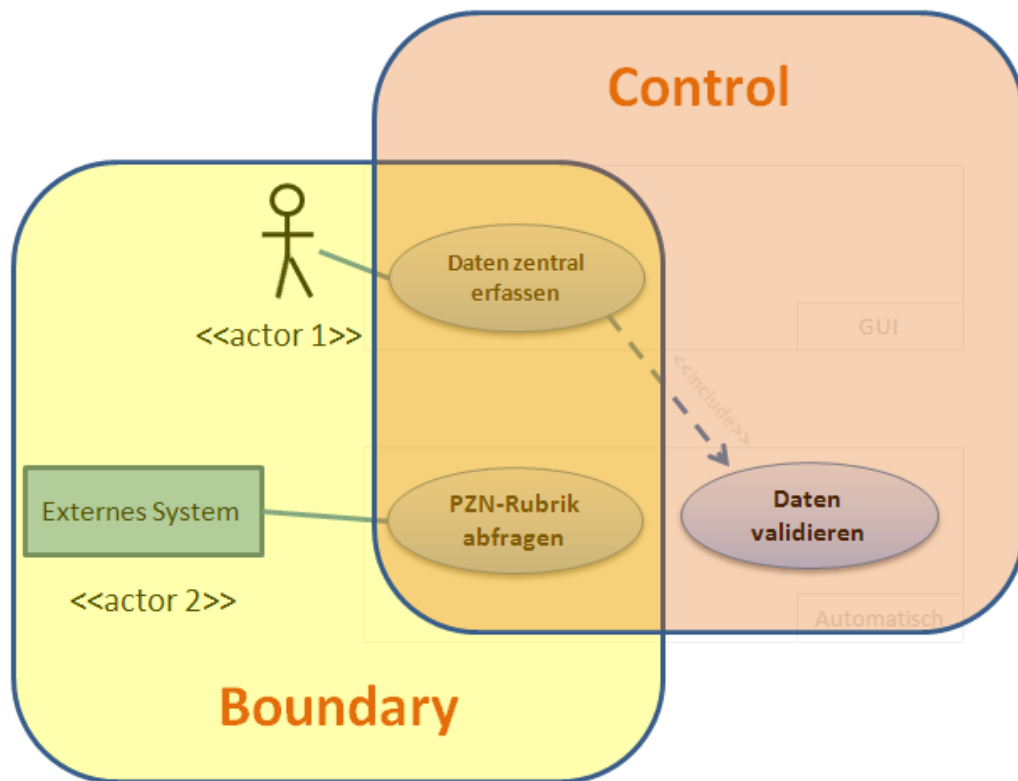 Control
Daten zentral
erfassen
<<actor 1>>
GUI
<<include>>
Externes System
PZN-Rubrik
abfragen
Daten
validieren
<<actor 2>>
Automatisch
Boundary